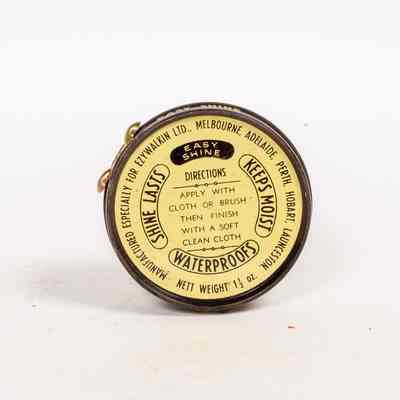 MANUFACTURED ESPECIALLY FOR EZYWALKIN LTD., MELBOURNE, ADELAIDE, PERTH, HOBART, LAUNCESTON.
EASY
SHINE
SHINE LASTS
KEEPS MOIST
WATERPROOFS
DIRECTIONS
APPLY WITH
CLOTH OR BRUSH
THEN FINISH
WITH A SOFT
CLEAN CLOTH
NETT WEIGHT 1½ oz.